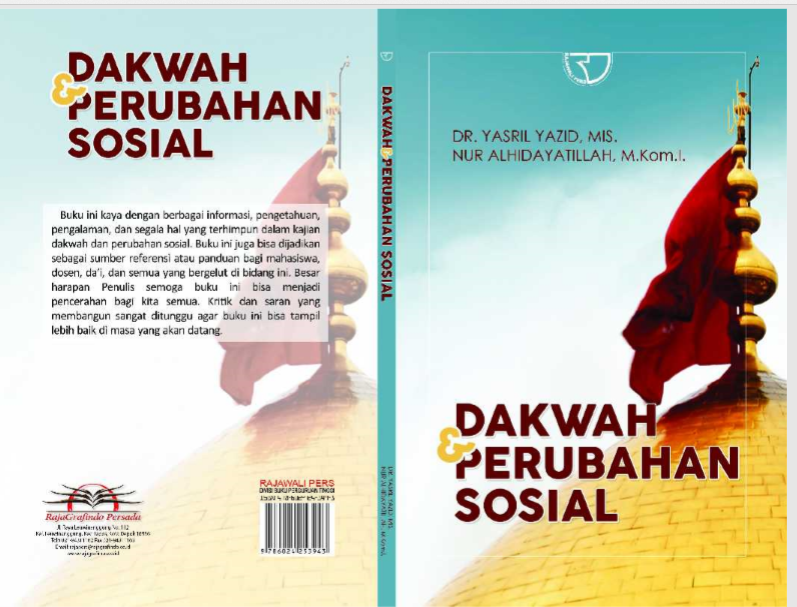 DAKWAH
& PERUBAHAN
SOSIAL
Buku ini kaya dengan berbagai informasi, pengetahuan,
pengalaman, dan segala hal yang terhimpun dalam kajian
dakwah dan perubahan sosial. Buku ini juga bisa dijadikan
sebagai sumber referensi atau panduan bagi mahasiswa,
dosen, da'i, dan semua yang bergelut di bidang ini. Besar
harapan Penulis semoga buku ini bisa menjadi
pencerahan bagi kita semua. Kritik dan saran yang
membangun sangat ditunggu agar buku ini bisa tampil
lebih baik di masa yang akan datang.
RajaGrafindo Persada
RAJAWALI PERS
DIVISI BUKU PERGURUAN TINGGI
DAKWAH & PERUBAHAN SOSIAL
DR. YASRIL YAZID, MIS.
NUR ALHIDAYATILLAH, M.Kom.I.
DAKWAH
& PERUBAHAN
SOSIAL